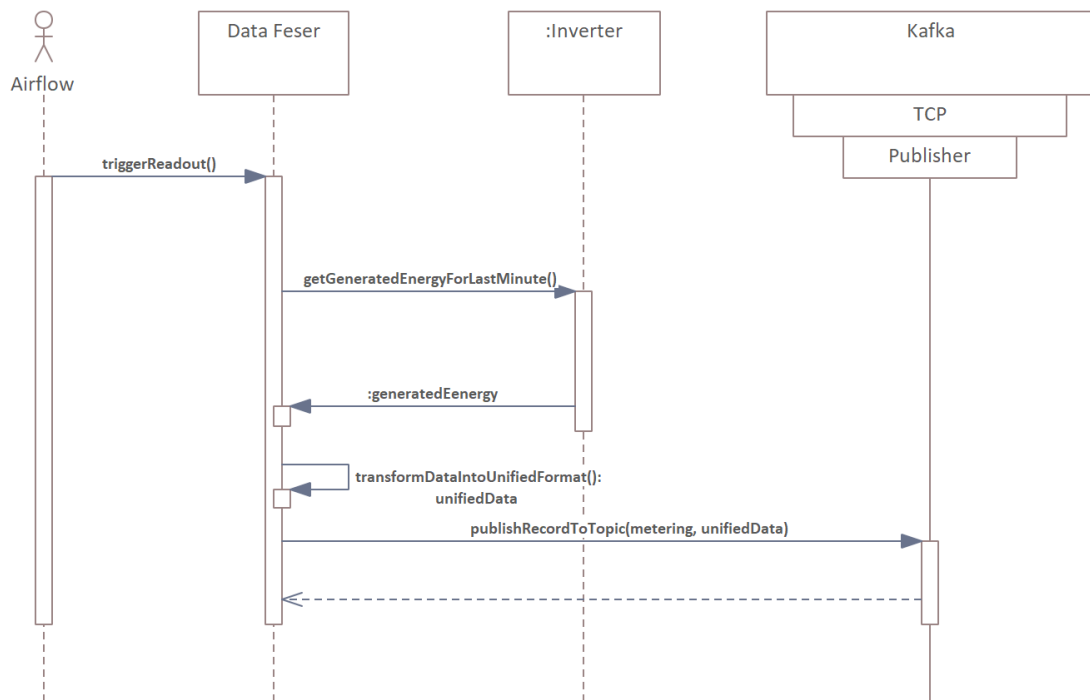 Airflow
Data Feser
:Inverter
Kafka
TCP
Publisher
triggerReadout()
getGeneratedEnergyForLastMinute()
:generatedEenergy
transformDataIntoUnifiedFormat():
unifiedData
publishRecordToTopic(metering, unifiedData)